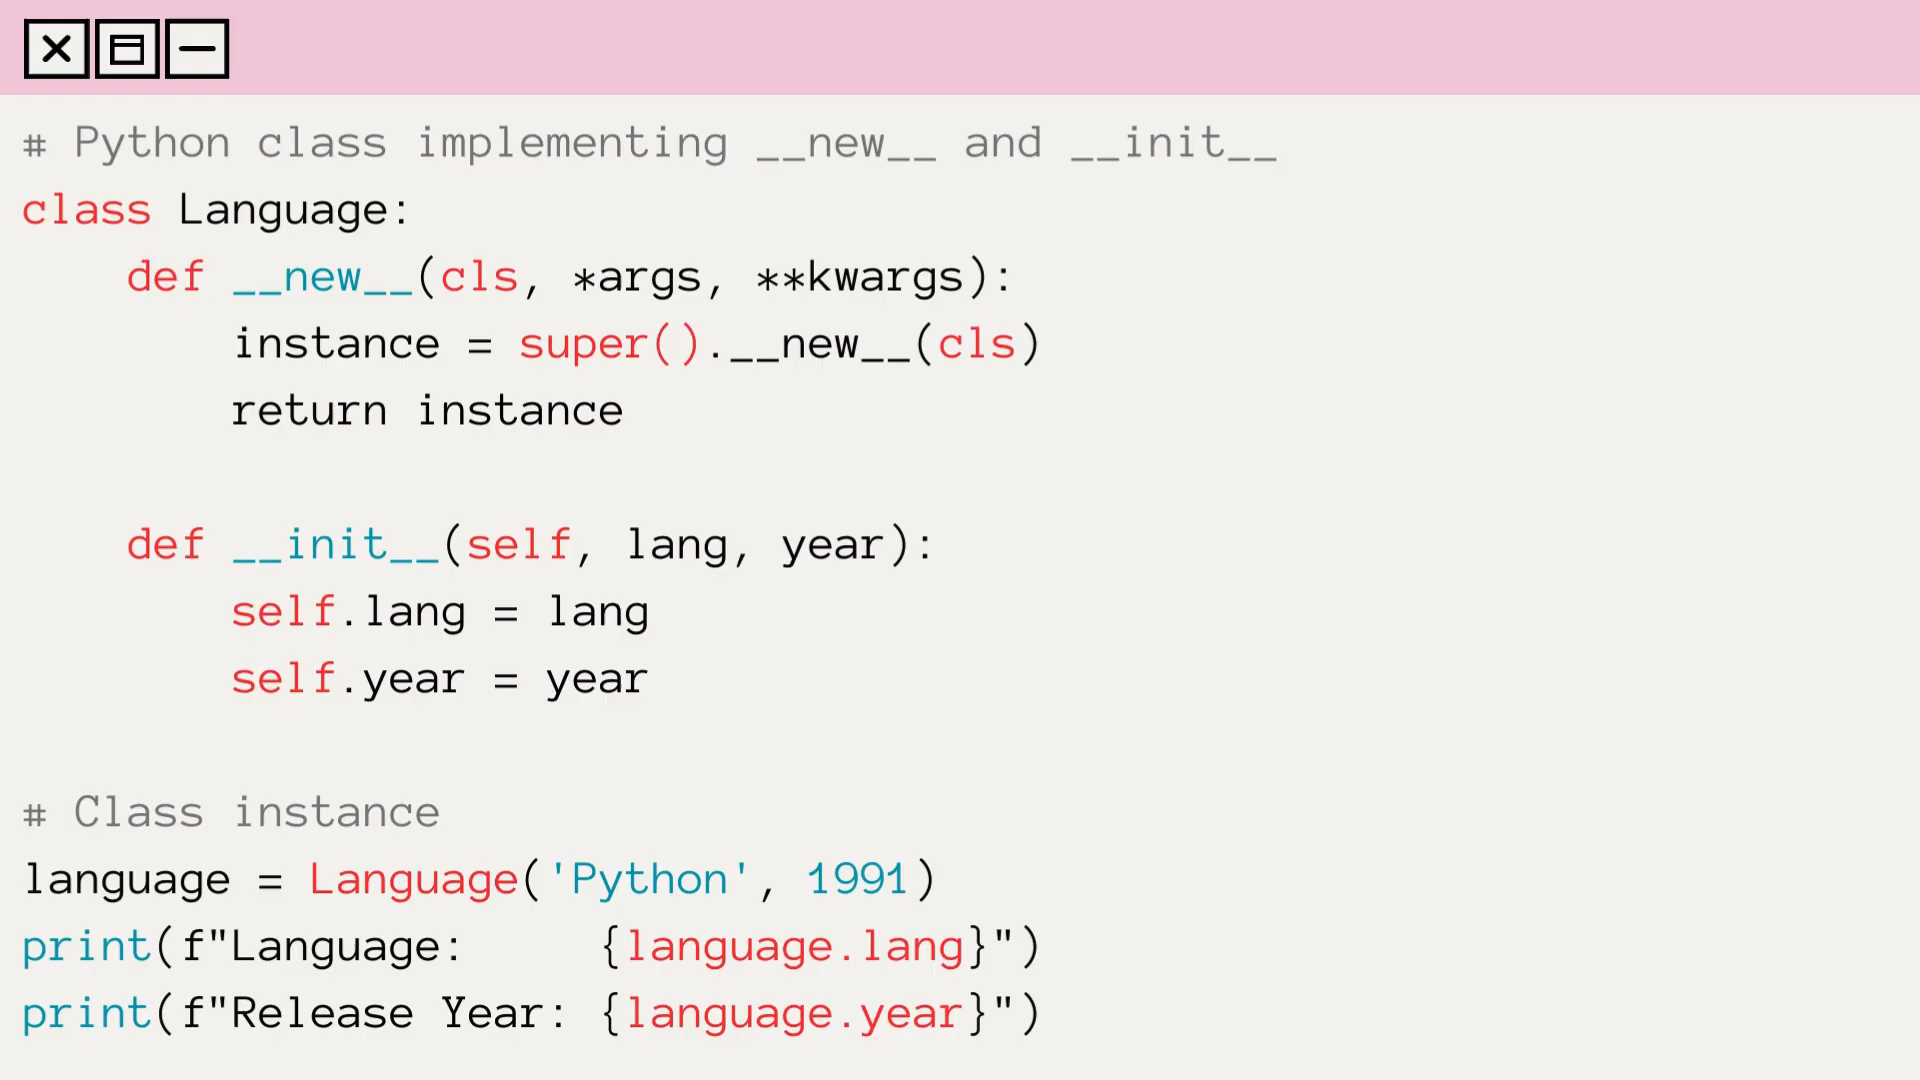 # Python class implementing __new__ and __init__
class Language:
    def __new__(cls, *args, **kwargs):
        instance = super().__new__(cls)
        return instance

    def __init__(self, lang, year):
        self.lang = lang
        self.year = year

# Class instance
language = Language('Python', 1991)
print(f"Language:     {language.lang}")
print(f"Release Year: {language.year}")